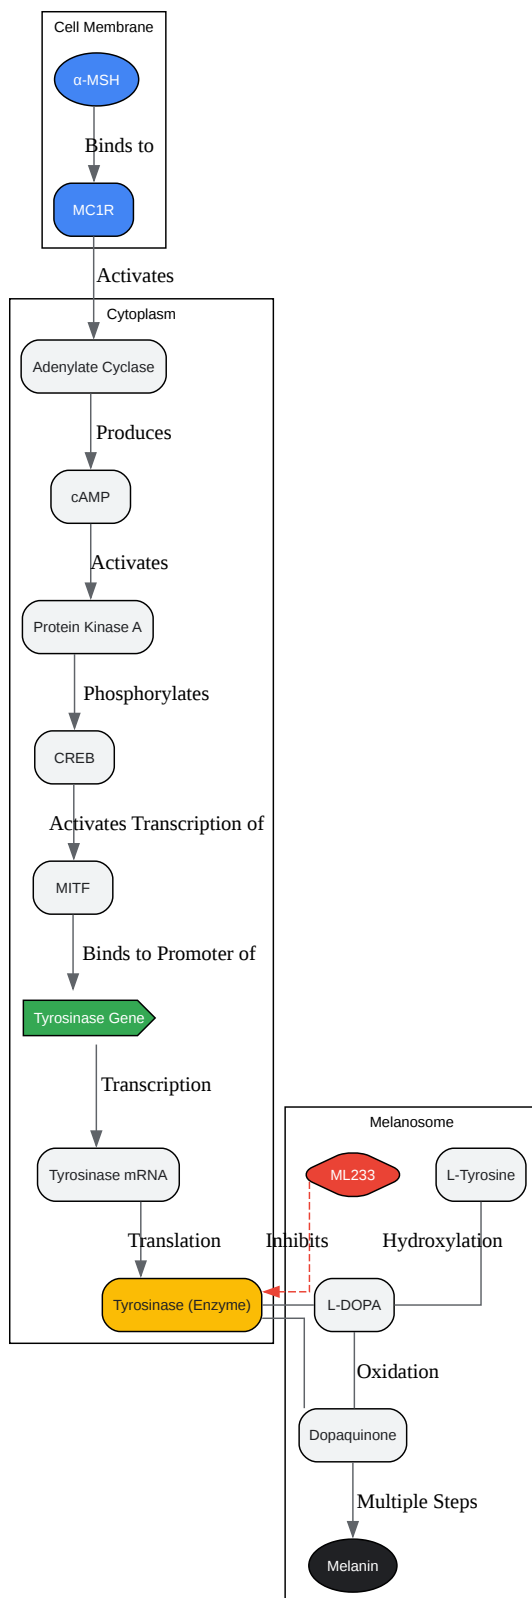 Cell Membrane
α-MSH
Binds to
MC1R
Activates
Cytoplasm
Adenylate Cyclase
Produces
cAMP
Activates
Protein Kinase A
Phosphorylates
CREB
Activates Transcription of
MITF
Binds to Promoter of
Tyrosinase Gene
Transcription
Melanosome
Tyrosinase mRNA
ML233
L-Tyrosine
Translation
Inhibits
Hydroxylation
Tyrosinase (Enzyme)
L-DOPA
Oxidation
Dopaquinone
Multiple Steps
Melanin